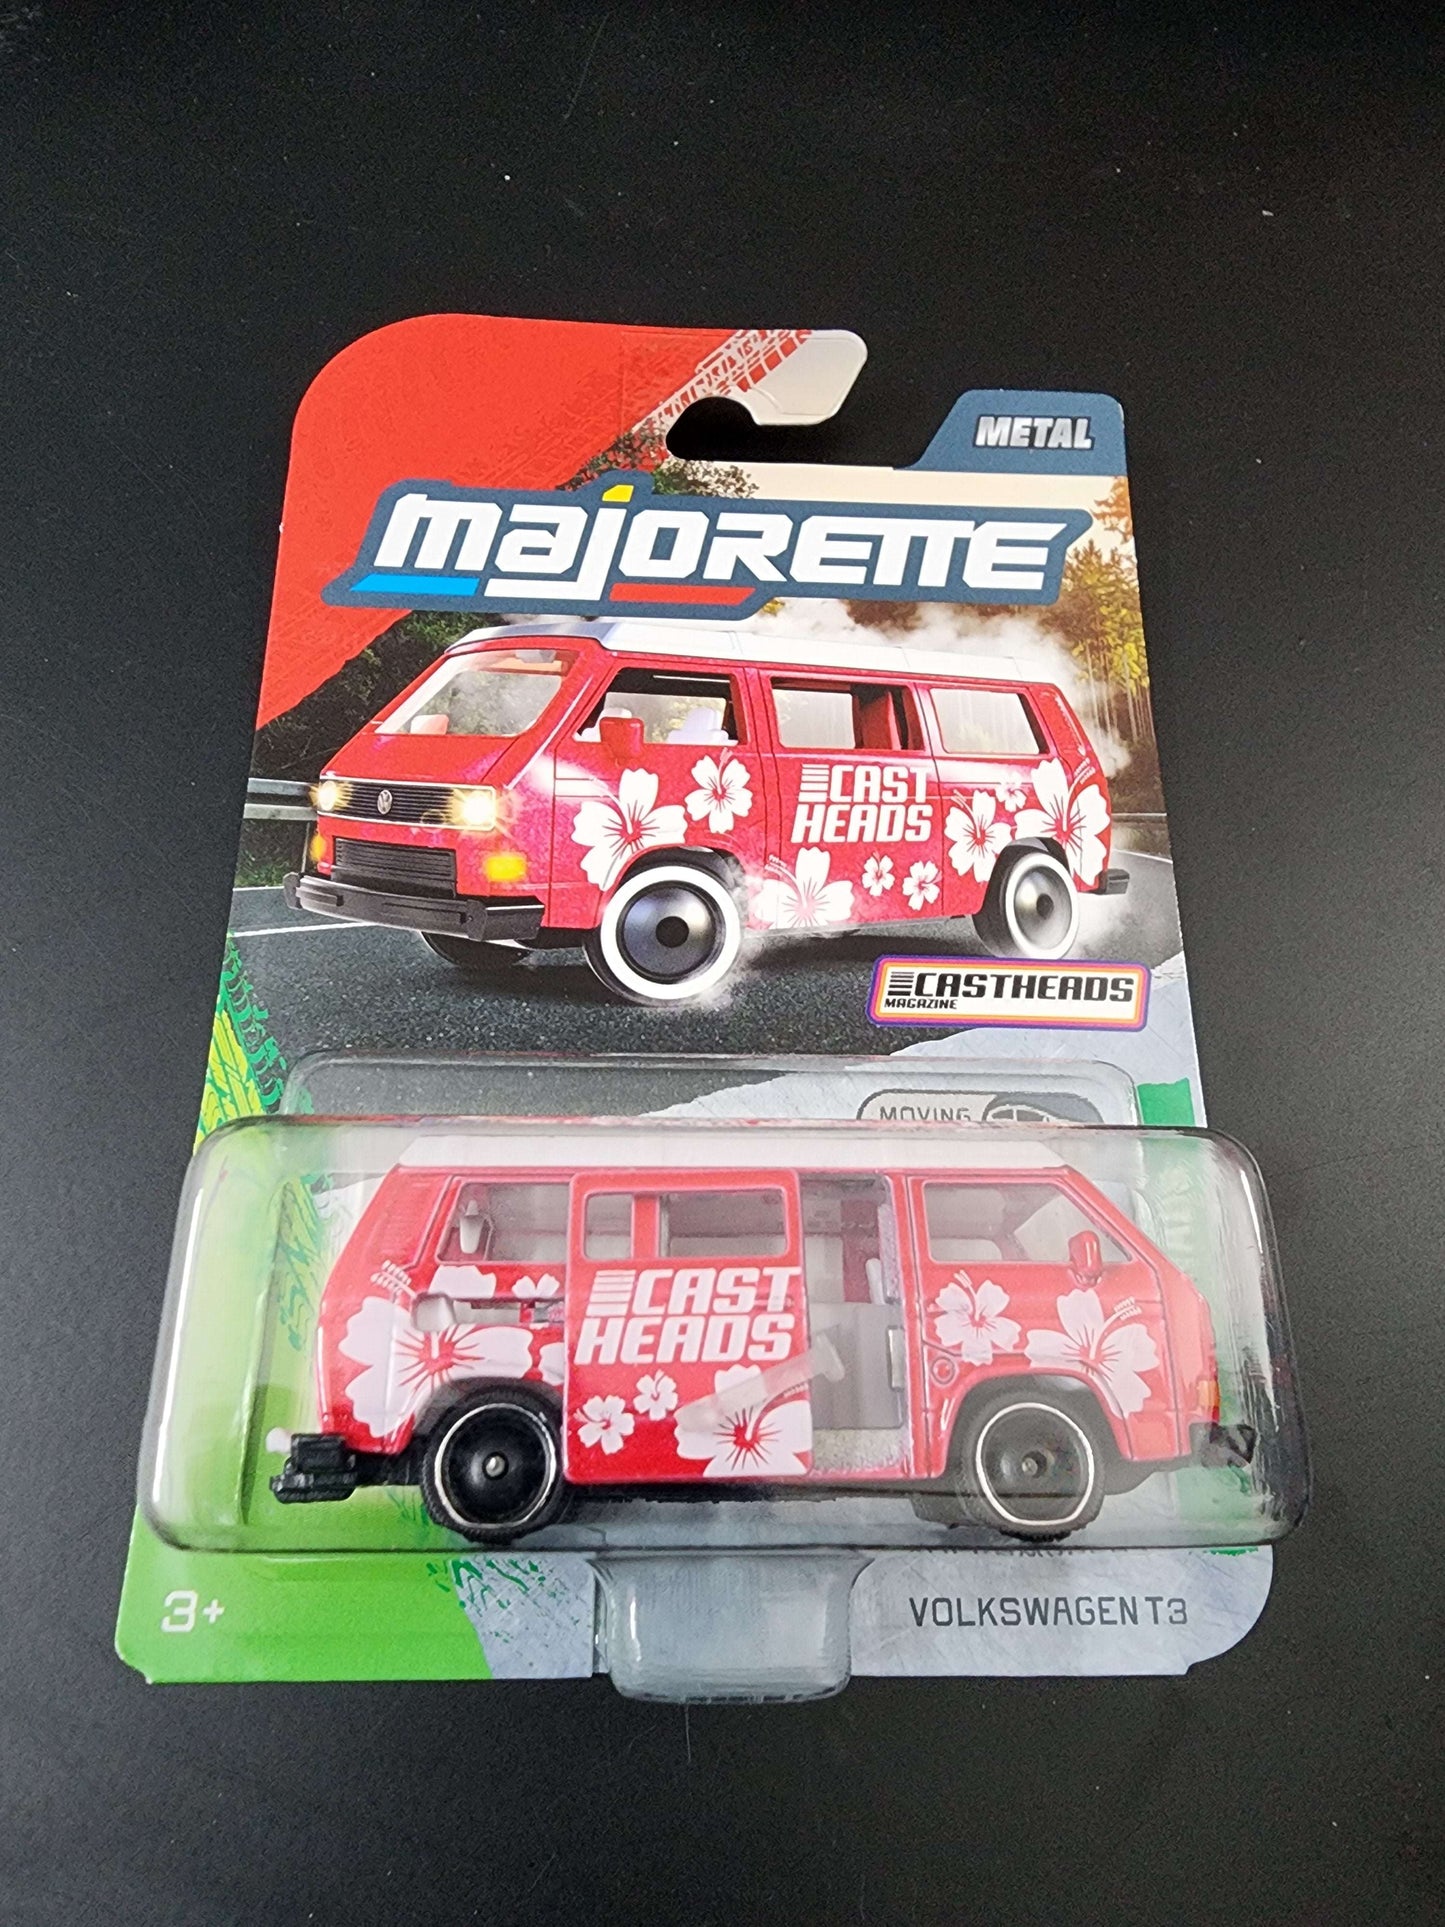 METAL
majorette
CAST
HEADS
CASTHEADS
MAGAZINE
MOVING
CAST
HEADS
3+
VOLKSWAGEN T3